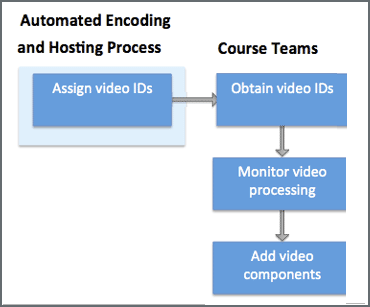 Automated Encoding
and Hosting Process
Course Teams
Assign video IDs
Obtain video IDs
Monitor video
processing
Add video
components